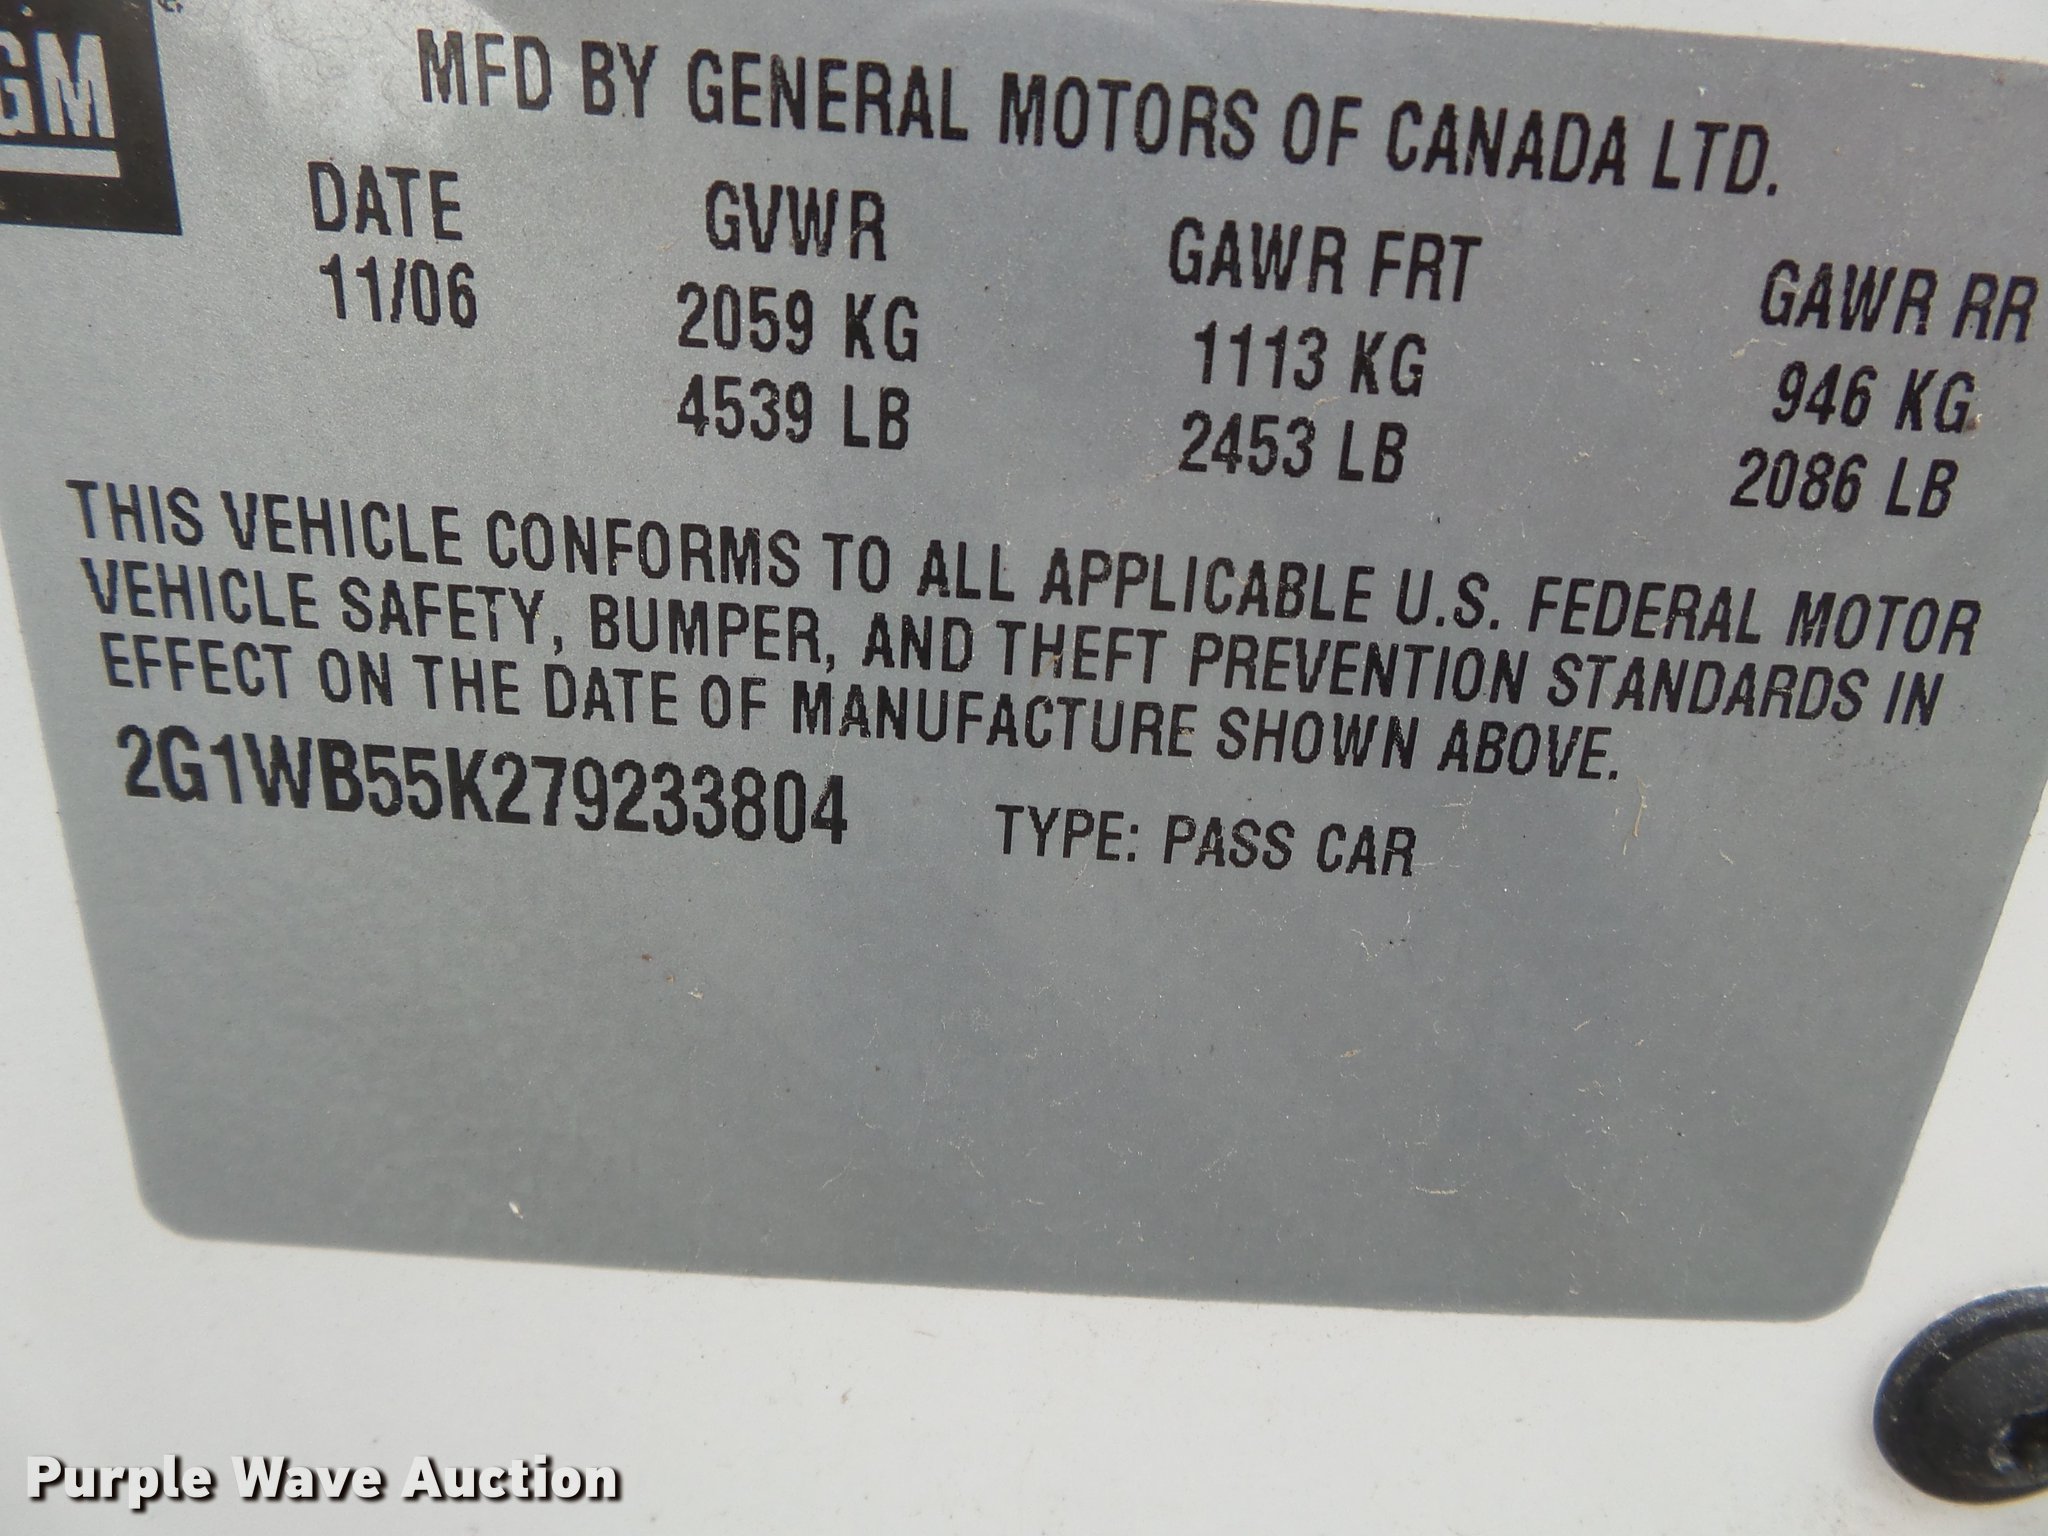 GM
MFD BY GENERAL MOTORS OF CANADA LTD.
DATE GVWR GAWR FRT GAWR RR
11/06 2059 KG 1113 KG 946 KG
4539 LB 2453 LB 2086 LB
THIS VEHICLE CONFORMS TO ALL APPLICABLE U.S. FEDERAL MOTOR
VEHICLE SAFETY, BUMPER, AND THEFT PREVENTION STANDARDS IN
EFFECT ON THE DATE OF MANUFACTURE SHOWN ABOVE.
2G1WB55K279233804 TYPE: PASS CAR
Purple Wave Auction